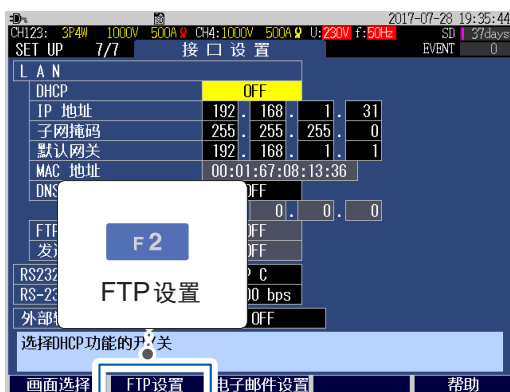 2017-07-28 19:35:44
CH123: 3P4W 1000V 500A CH4:1000V 500A U:230V f:50Hz SD 37days
SET UP 7/7 接口设置 EVENT 0
LAN
DHCP OFF
IP 地址 192. 168. 1. 31
子网掩码 255. 255. 255. 0
默认网关 192. 168. 1. 1
MAC 地址 00:01:67:08:13:36
DNS
0. 0. 0
FTP
F2
RS232
FTP设置
RS-23 bps
外部 OFF
选择DHCP功能的开/关
画面选择 FTP设置 电子邮件设置 帮助